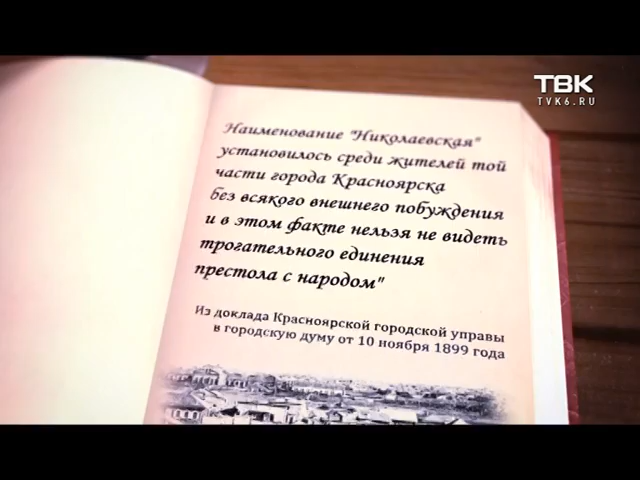 ТВК
TVK6.RU
Наименование "Николаевская"
установилось среди жителей той
части города Красноярска
без всякого внешнего побуждения
и в этом факте нельзя не видеть
трогательного единения
престола с народом"
Из доклада Красноярской городской управы
в городскую думу от 10 ноября 1899 года